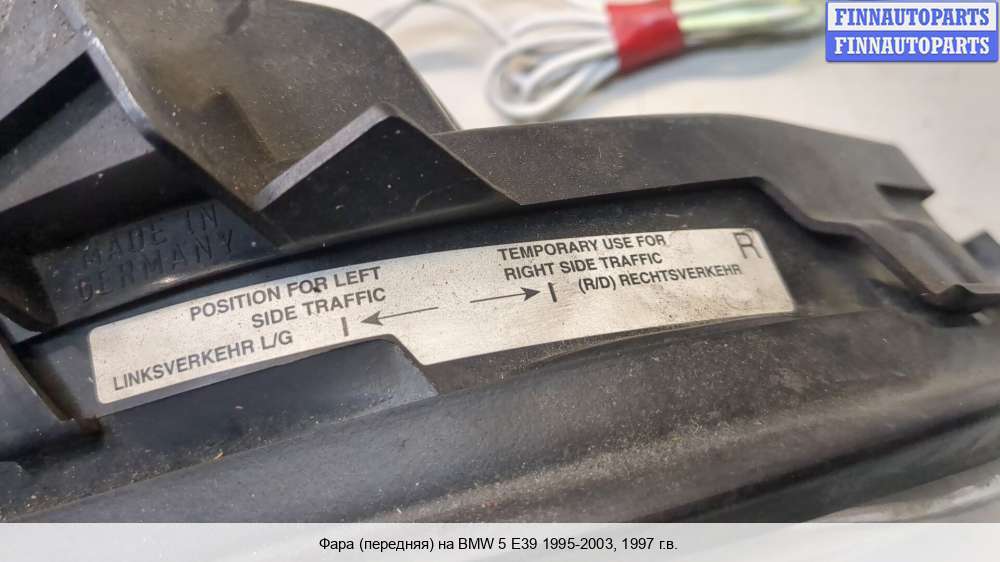 FINNAUTOPARTS
FINNAUTOPARTS
MADE IN
GERMANY
POSITION FOR LEFT
SIDE TRAFFIC
LINKSVERKEHR L/G
TEMPORARY USE FOR
RIGHT SIDE TRAFFIC
(R/D) RECHTSVERKEHR
R
Фара (передняя) на BMW 5 E39 1995-2003, 1997 г.в.